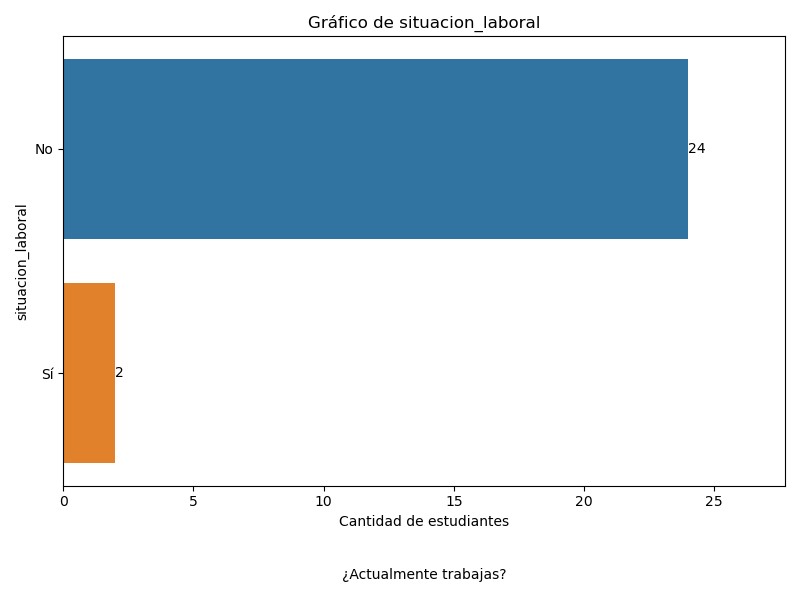 Gráfico de situacion_laboral
situacion_laboral
No
24
Sí
2
0 5 10 15 20 25
Cantidad de estudiantes
¿Actualmente trabajas?